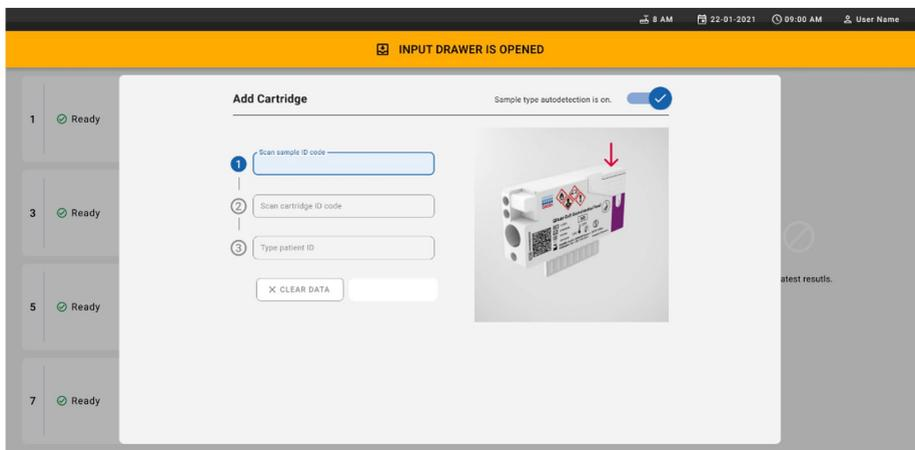 8 AM 22-01-2021 09:00 AM User Name
INPUT DRAWER IS OPENED
Add Cartridge
Sample type autodetection is on.
1 Ready
1 Scan sample ID code
2 Scan cartridge ID code
3 Ready
3 Type patient ID
CLEAR DATA
atest resutls.
5 Ready
7 Ready